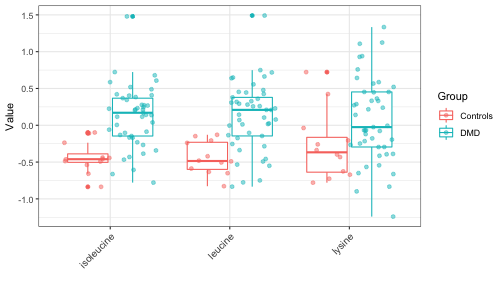 1.5
1.0
0.5
0.0
-0.5
-1.0
Value
isoleucine
leucine
lysine
Group
Controls
DMD